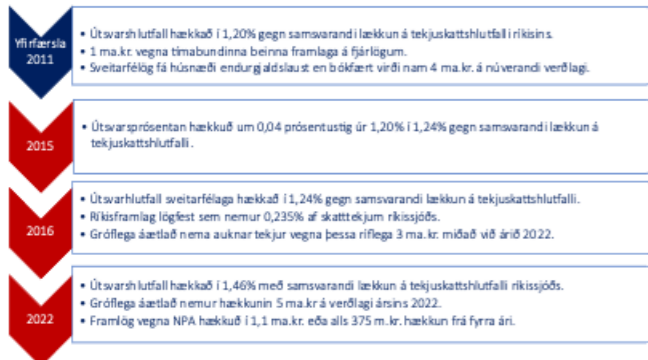 Yfirfærsla
2011
• Útsvarshlutfall hækkað í 1,20% gegn samsvarandi lækkun á tekjuskattshlutfalli ríkisins.
• 1 ma.kr. vegna tímabundinna beinna framlaga á fjárlögum.
• Sveitarfélög fá húsnæði endurgjaldslaust en bókfært virði nam 4 ma.kr. á núverandi verðlagi.
2015
• Útsvarsprósentan hækkuð um 0,04 prósentustig úr 1,20% í 1,24% gegn samsvarandi lækkun á
tekjuskattshlutfalli.
2016
• Útsvarhlutfall sveitarfélaga hækkað í 1,24% gegn samsvarandi lækkun á tekjuskattshlutfalli.
• Ríkisframlag lögfest sem nemur 0,235% af skatttekjum ríkissjóðs.
• Gróflega áætlað nema auknar tekjur vegna þessa ríflega 3 ma.kr. miðað við árið 2022.
2022
• Útsvarshlutfall hækkað í 1,46% með samsvarandi lækkun á tekjuskattshlutfalli ríkissjóðs.
• Gróflega áætlað nemur hækkunin 5 ma.kr á verðlagi ársins 2022.
• Framlög vegna NPA hækkuð í 1,1 ma.kr. eða alls 375 m.kr. hækkun frá fyrra ári.